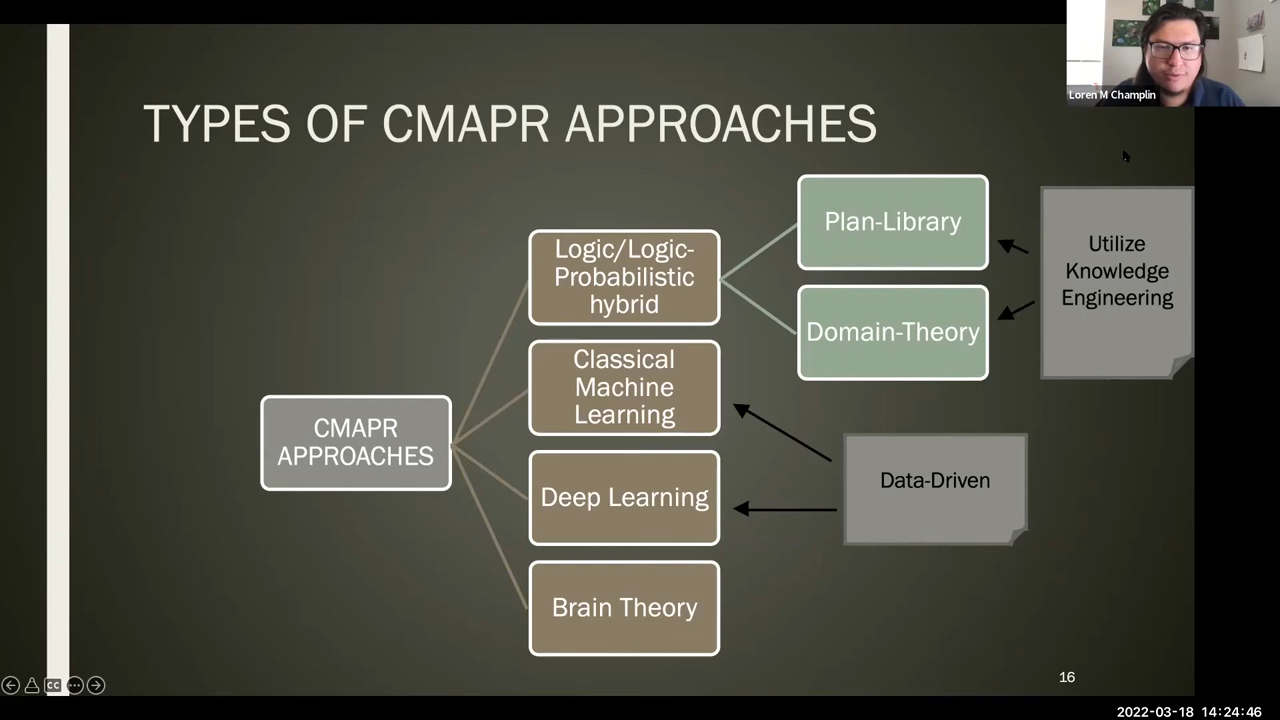 Loren M Champlin
TYPES OF CMAPR APPROACHES
CMAPR
APPROACHES
Logic/Logic-
Probabilistic
hybrid
Classical
Machine
Learning
Deep Learning
Brain Theory
Plan-Library
Domain-Theory
Utilize
Knowledge
Engineering
Data-Driven
16
CC
2022-03-18 14:24:46